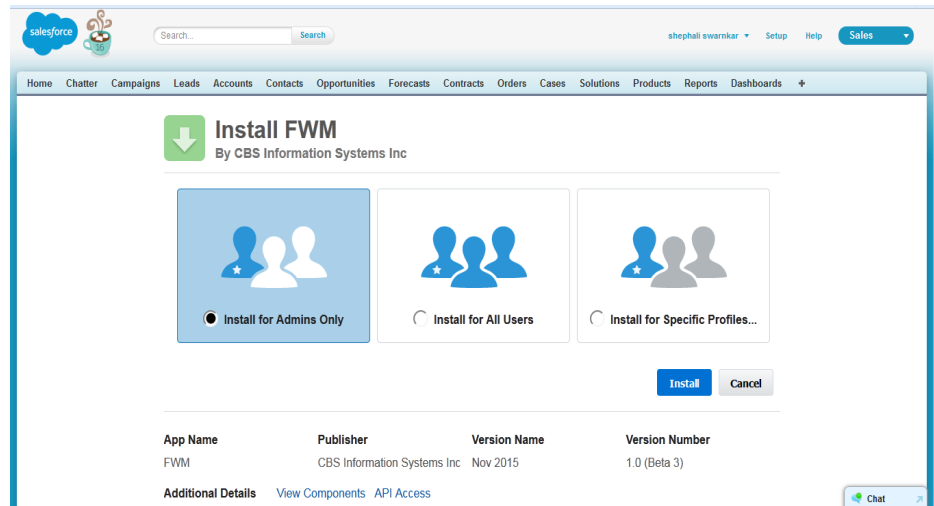 salesforce
16
Search... Search
shephali swarnkar Setup Help Sales
Home Chatter Campaigns Leads Accounts Contacts Opportunities Forecasts Contracts Orders Cases Solutions Products Reports Dashboards +
Install FWM
By CBS Information Systems Inc
Install for Admins Only Install for All Users Install for Specific Profiles...
Install Cancel
App Name Publisher Version Name Version Number
FWM CBS Information Systems Inc Nov 2015 1.0 (Beta 3)
Additional Details View Components API Access
Chat